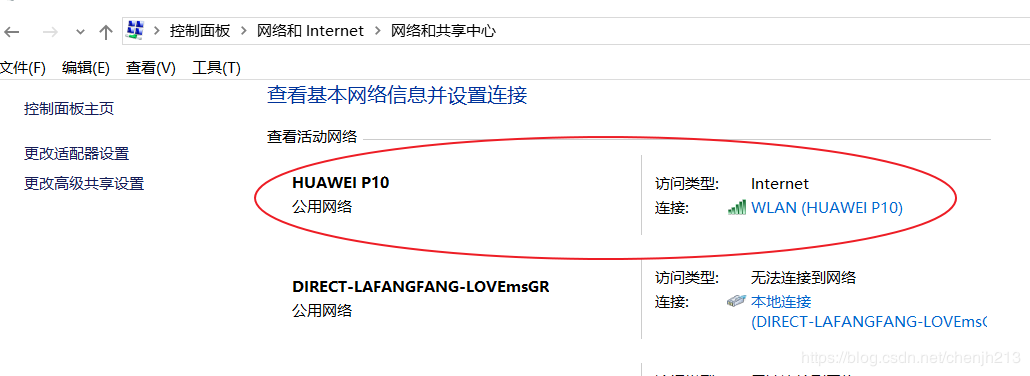 控制面板 > 网络和 Internet > 网络和共享中心
文件(F) 编辑(E) 查看(V) 工具(T)
控制面板主页
更改适配器设置
更改高级共享设置
查看基本网络信息并设置连接
查看活动网络
HUAWEI P10
公用网络
访问类型: Internet
连接: WLAN (HUAWEI P10)
DIRECT-LAFANGFANG-LOVEmsGR
公用网络
访问类型: 无法连接到网络
连接: 本地连接
(DIRECT-LAFANGFANG-LOVEmsG
https://blog.csdn.net/chenjh213